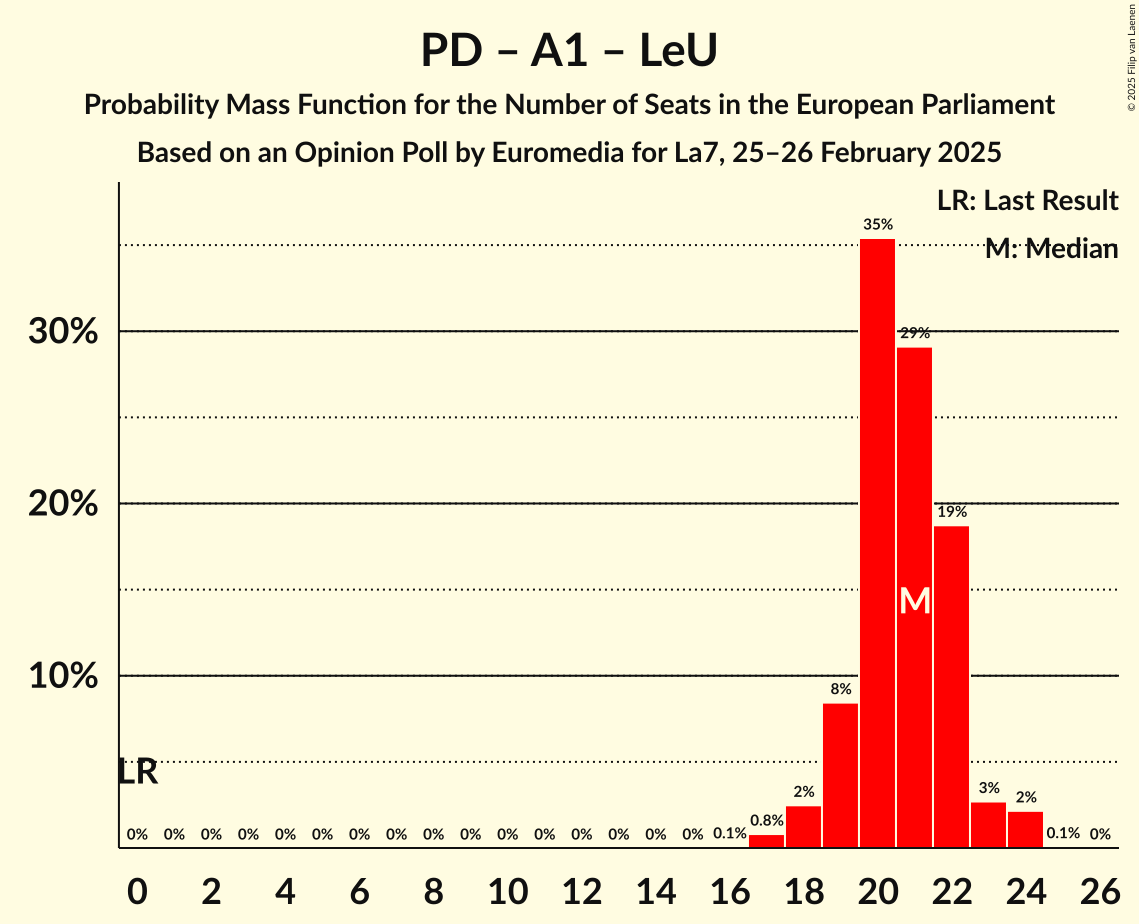 PD – A1 – LeU
Probability Mass Function for the Number of Seats in the European Parliament
Based on an Opinion Poll by Euromedia for La7, 25–26 February 2025
© 2025 Filip van Laenen
LR: Last Result
M: Median
35%
30%
29%
20%
19%
M
10%
8%
LR
2%
3%
2%
0% 0% 0% 0% 0% 0% 0% 0% 0% 0% 0% 0% 0% 0% 0% 0% 0.1% 0.8% 0.1% 0%
0 2 4 6 8 10 12 14 16 18 20 22 24 26